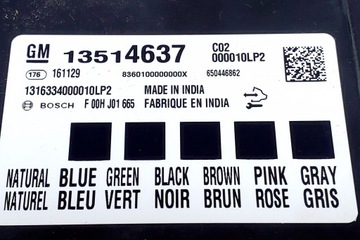 GM 13514637 C02
000010LP2
176 161129 8360100000000X 650446862
1316334000010LP2 MADE IN INDIA
BOSCH F 00H J01 665 FABRIQUE EN INDIA
NATURAL BLUE GREEN BLACK BROWN PINK GRAY
NATUREL BLEU VERT NOIR BRUN ROSE GRIS